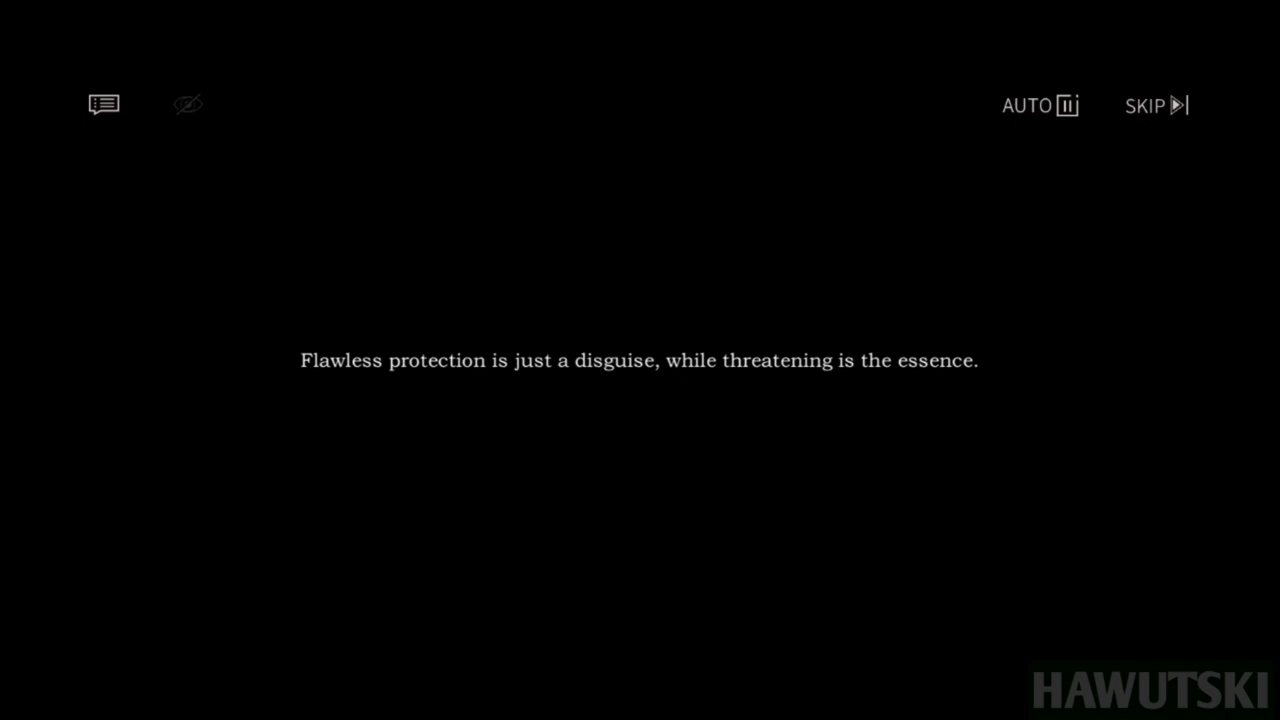 AUTO SKIP
Flawless protection is just a disguise, while threatening is the essence.
HAWUTSKI